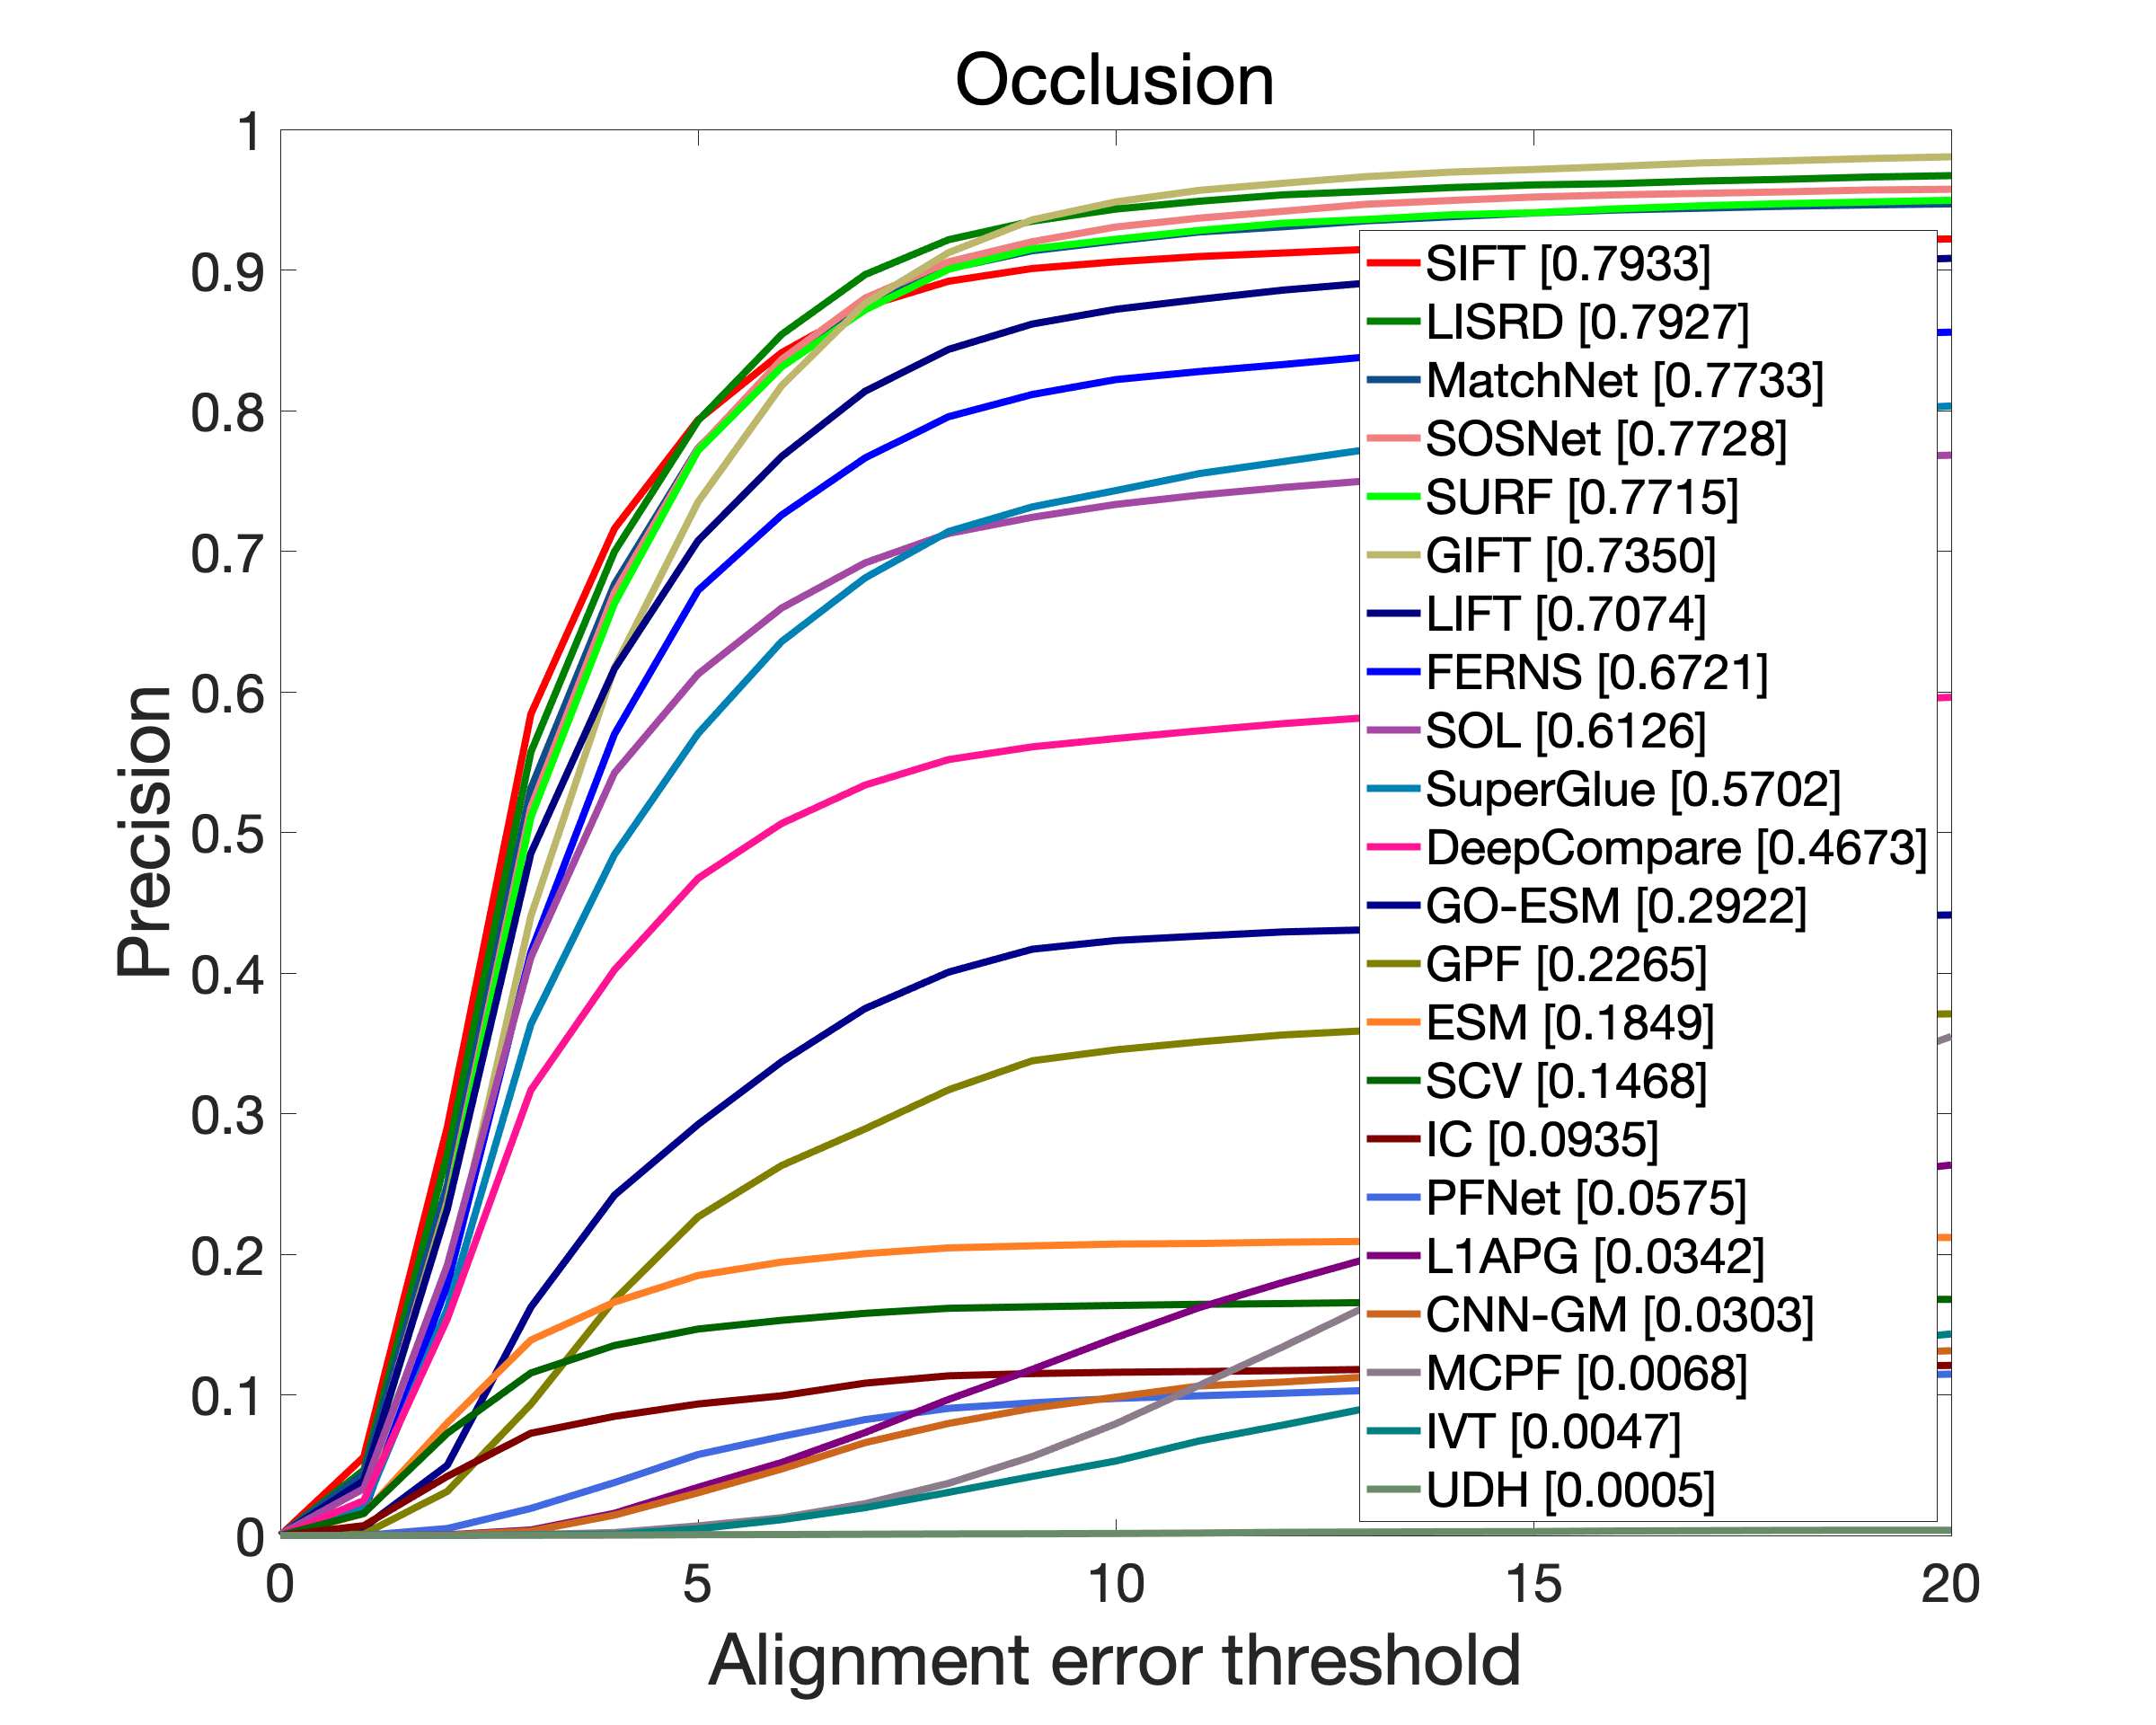 Occlusion
1
0.9
0.8
0.7
0.6
0.5
0.4
0.3
0.2
0.1
0
Precision
SIFT [0.7933]
LISRD [0.7927]
MatchNet [0.7733]
SOSNet [0.7728]
SURF [0.7715]
GIFT [0.7350]
LIFT [0.7074]
FERNS [0.6721]
SOL [0.6126]
SuperGlue [0.5702]
DeepCompare [0.4673]
GO-ESM [0.2922]
GPF [0.2265]
ESM [0.1849]
SCV [0.1468]
IC [0.0935]
PFNet [0.0575]
L1APG [0.0342]
CNN-GM [0.0303]
MCPF [0.0068]
IVT [0.0047]
UDH [0.0005]
0 5 10 15 20
Alignment error threshold